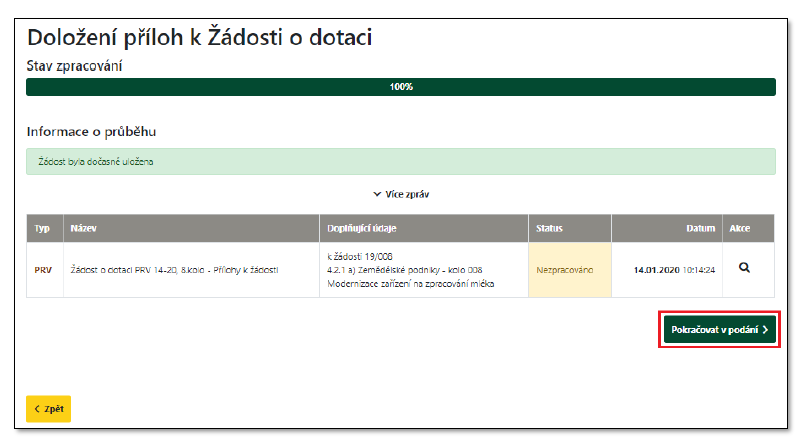 Doložení příloh k Žádosti o dotaci
Stav zpracování
100%
Informace o průběhu
Žádost byla dočasně uložena
Více zpráv
Typ Název Doplňující údaje Status Datum Akce
PRV Žádost o dotaci PRV 14-20, 8.kolo - Přílohy k žádosti k žádosti 19/008 Nezpracováno 14.01.2020 10:14:24
4.2.1 a) Zemědělské podniky - kolo 008
Modernizace zařízení na zpracování mléka
Pokračovat v podání
Zpět